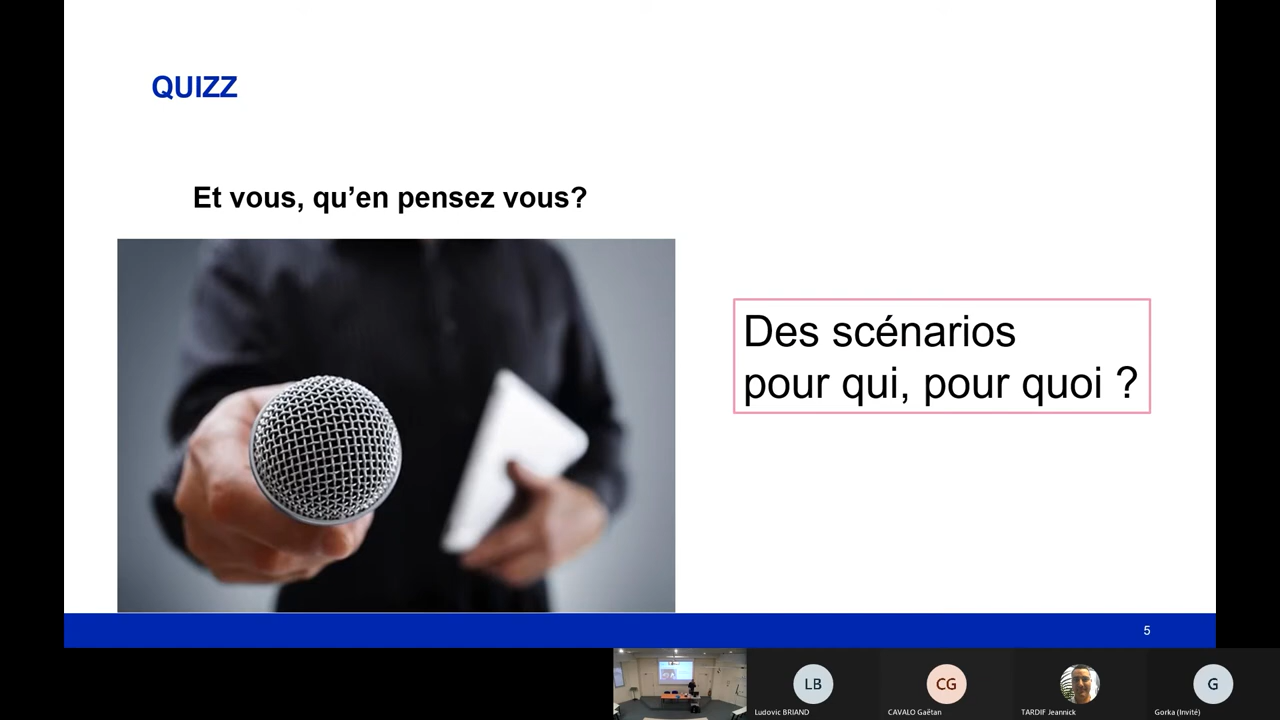 QUIZZ
Et vous, qu’en pensez vous?
Des scénarios
pour qui, pour quoi ?
5
LB
CG
G
Ludovic BRIAND
CAVALO Gaëtan
TARDIF Jeannick
Gorka (Invité)